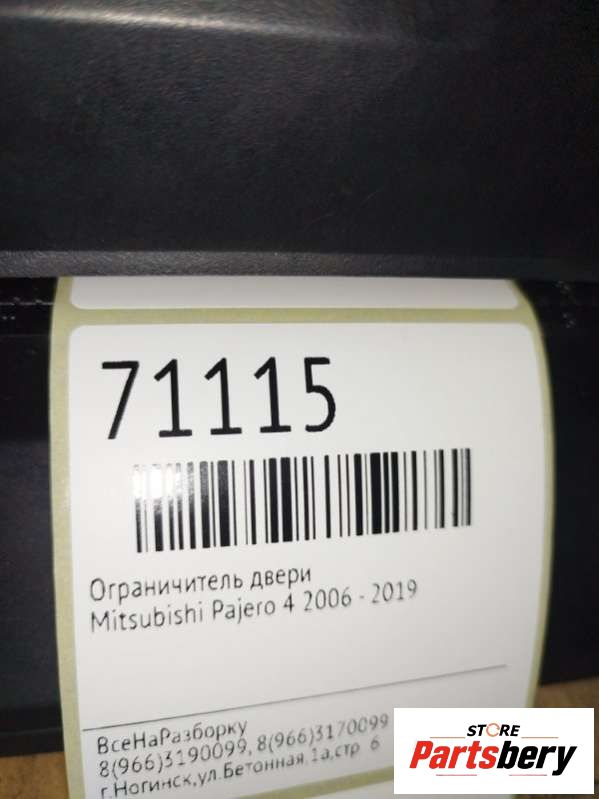 71115
Ограничитель двери
Mitsubishi Pajero 4 2006 - 2019
ВсеНаРазборку
8(966)3190099, 8(966)3170099
г.Ногинск,ул.Бетонная,1а,стр 6
STORE
Partsbery